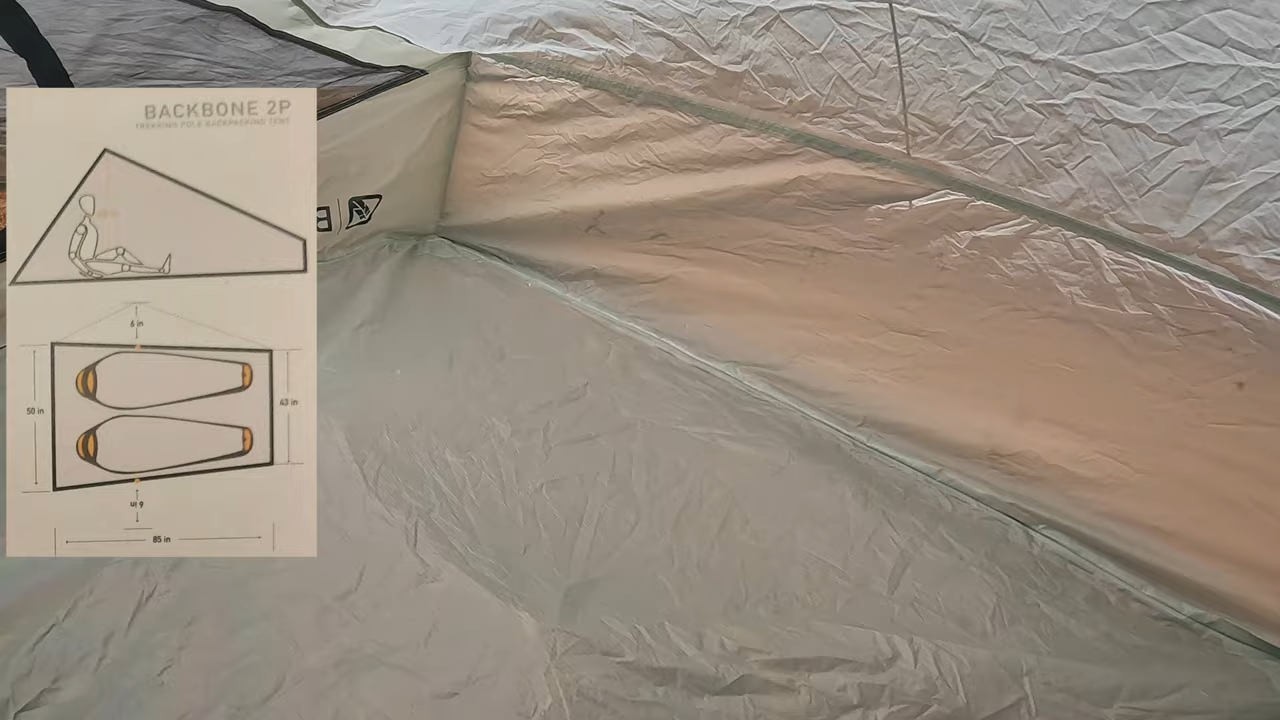 BACKBONE 2P
TREKKING POLE BACKPACKING TENT
6 in
50 in
43 in
6 in
85 in
B